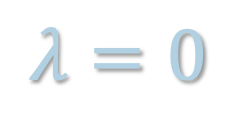 λ = 0